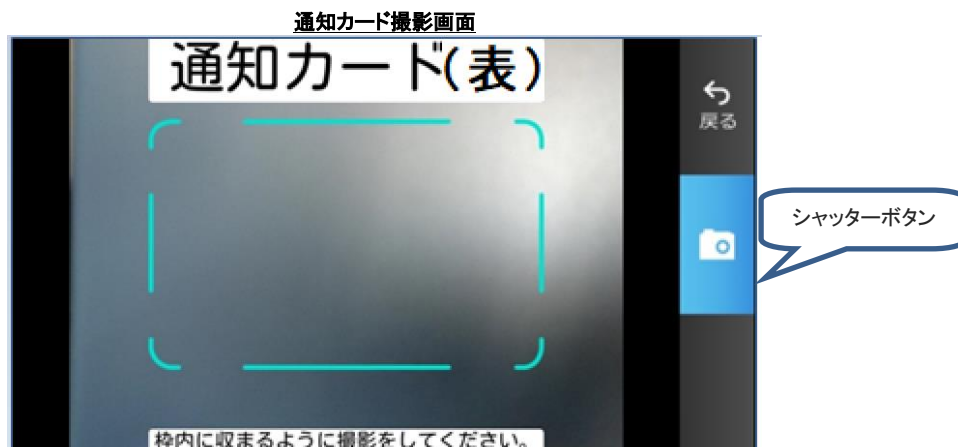 通知カード撮影画面
通知カード(表)
戻る
シャッターボタン
枠内に収まるように撮影をしてください。